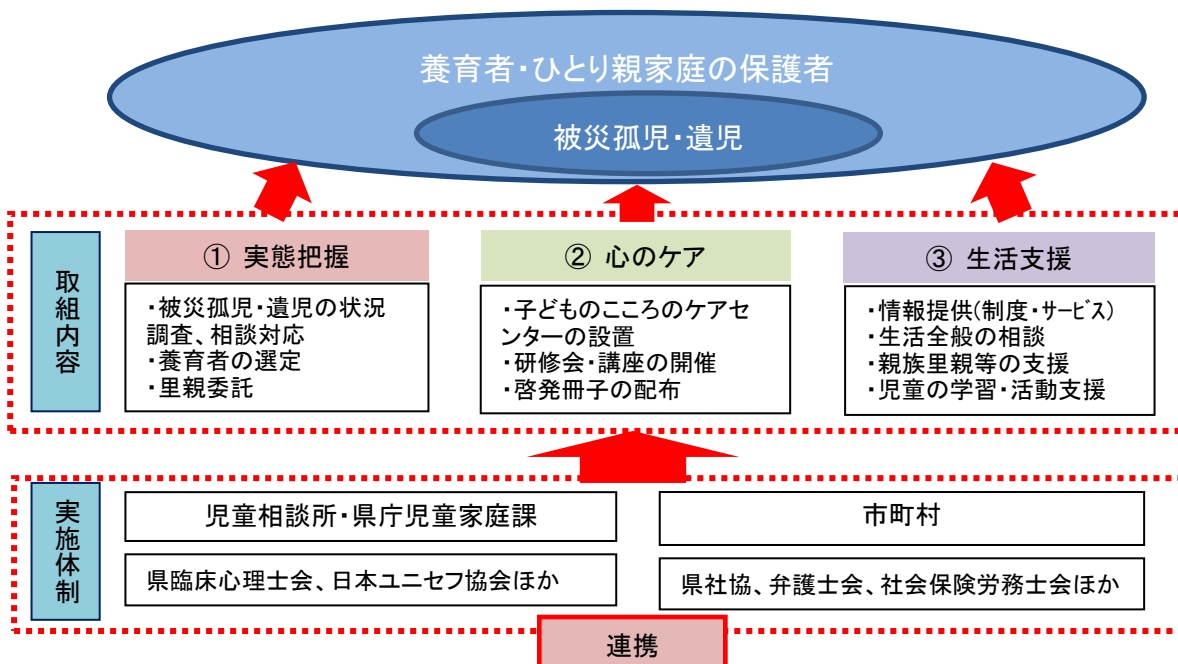 養育者・ひとり親家庭の保護者
被災孤児・遺児
取組内容
① 実態把握
・被災孤児・遺児の状況
調査、相談対応
・養育者の選定
・里親委託
② 心のケア
・子どものこころのケアセ
ンターの設置
・研修会・講座の開催
・啓発冊子の配布
③ 生活支援
・情報提供(制度・ｻｰﾋﾞｽ)
・生活全般の相談
・親族里親等の支援
・児童の学習・活動支援
実施体制
児童相談所・県庁児童家庭課
市町村
県臨床心理士会、日本ユニセフ協会ほか
県社協、弁護士会、社会保険労務士会ほか
連携